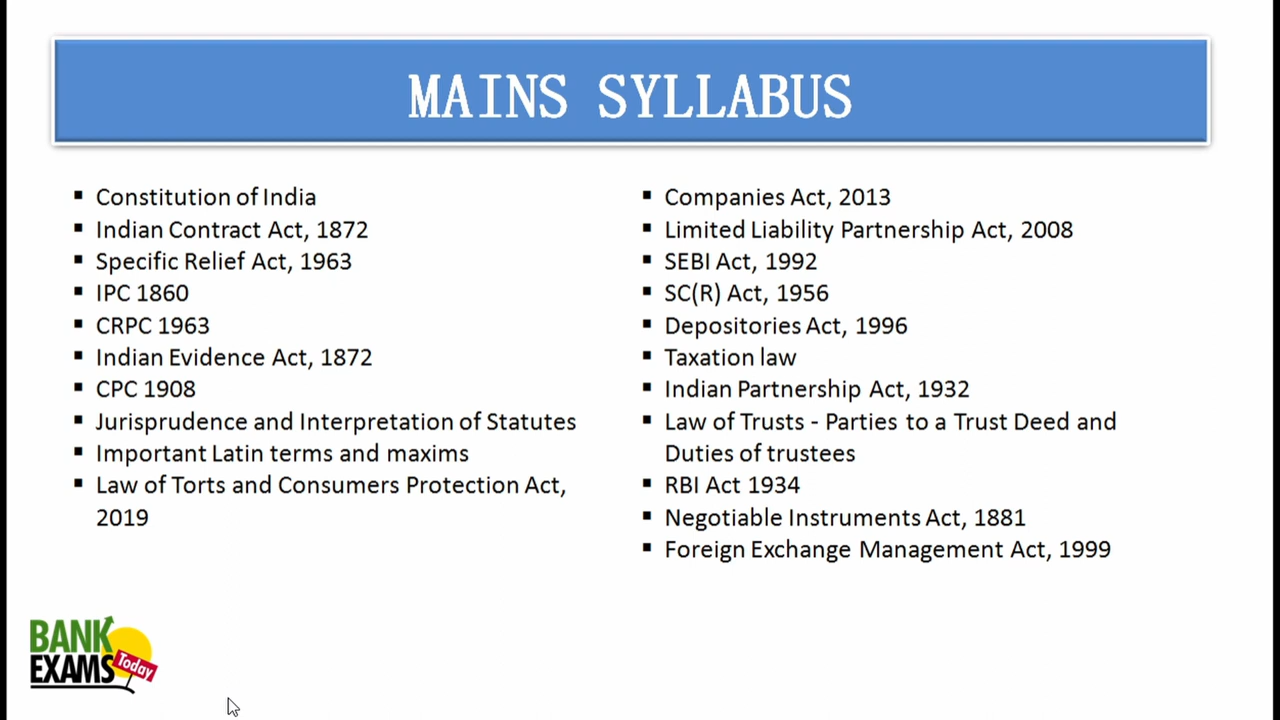 MAINS SYLLABUS
▪ Constitution of India
▪ Indian Contract Act, 1872
▪ Specific Relief Act, 1963
▪ IPC 1860
▪ CRPC 1963
▪ Indian Evidence Act, 1872
▪ CPC 1908
▪ Jurisprudence and Interpretation of Statutes
▪ Important Latin terms and maxims
▪ Law of Torts and Consumers Protection Act,
2019
▪ Companies Act, 2013
▪ Limited Liability Partnership Act, 2008
▪ SEBI Act, 1992
▪ SC(R) Act, 1956
▪ Depositories Act, 1996
▪ Taxation law
▪ Indian Partnership Act, 1932
▪ Law of Trusts - Parties to a Trust Deed and
Duties of trustees
▪ RBI Act 1934
▪ Negotiable Instruments Act, 1881
▪ Foreign Exchange Management Act, 1999
BANK
EXAMS
Today